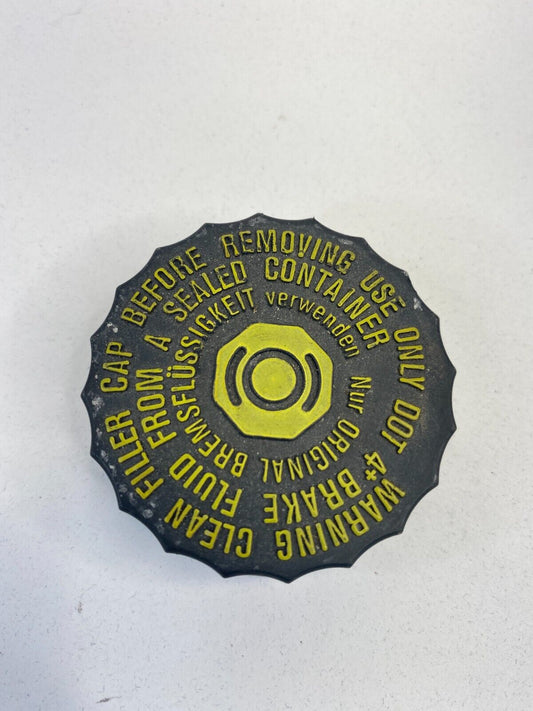 WARNING CLEAN FILLER CAP BEFORE REMOVING USE ONLY DOT
4+ BRAKE FLUID FROM A SEALED CONTAINER
Nur ORIGINAL BREMSFLÜSSIGKEIT verwenden